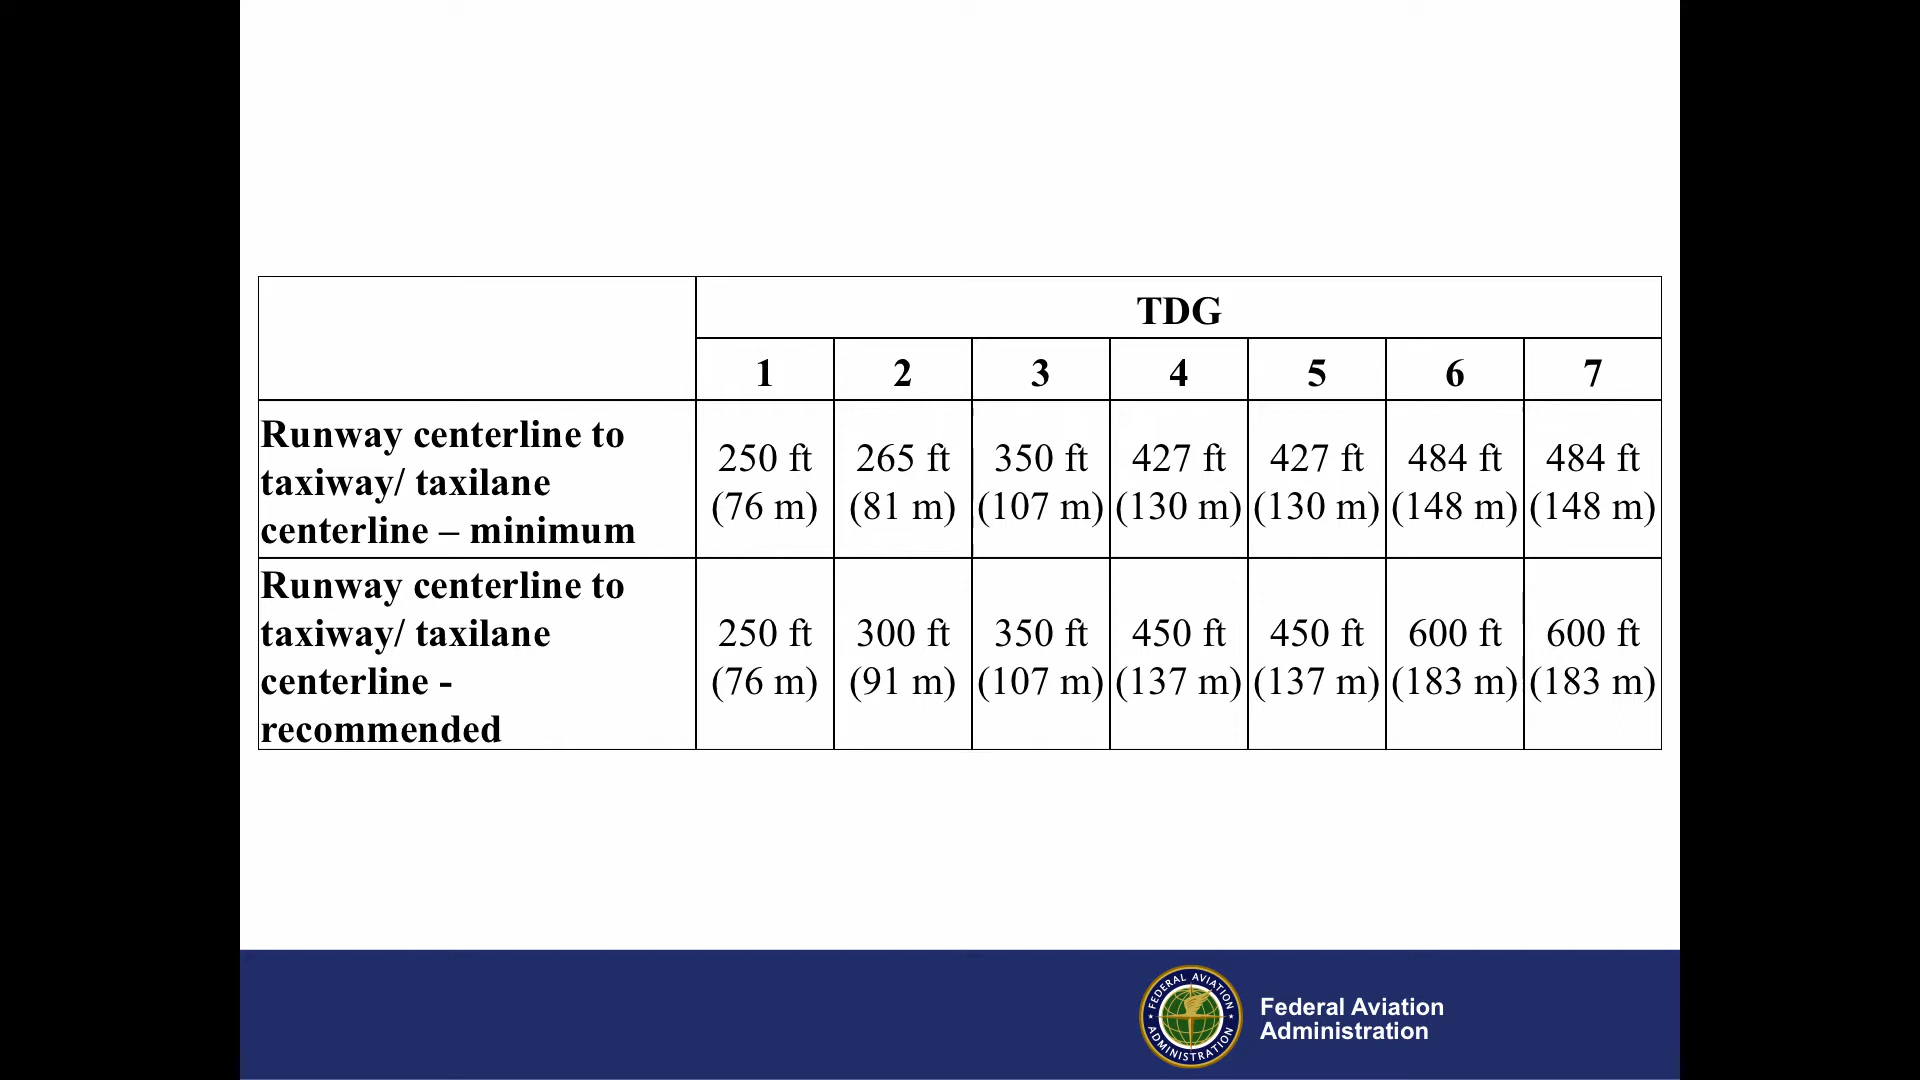 TDG
1 2 3 4 5 6 7
Runway centerline to
taxiway/ taxilane
centerline – minimum
250 ft 265 ft 350 ft 427 ft 427 ft 484 ft 484 ft
(76 m) (81 m) (107 m) (130 m) (130 m) (148 m) (148 m)
Runway centerline to
taxiway/ taxilane
centerline -
recommended
250 ft 300 ft 350 ft 450 ft 450 ft 600 ft 600 ft
(76 m) (91 m) (107 m) (137 m) (137 m) (183 m) (183 m)
FEDERAL AVIATION
ADMINISTRATION
Federal Aviation
Administration